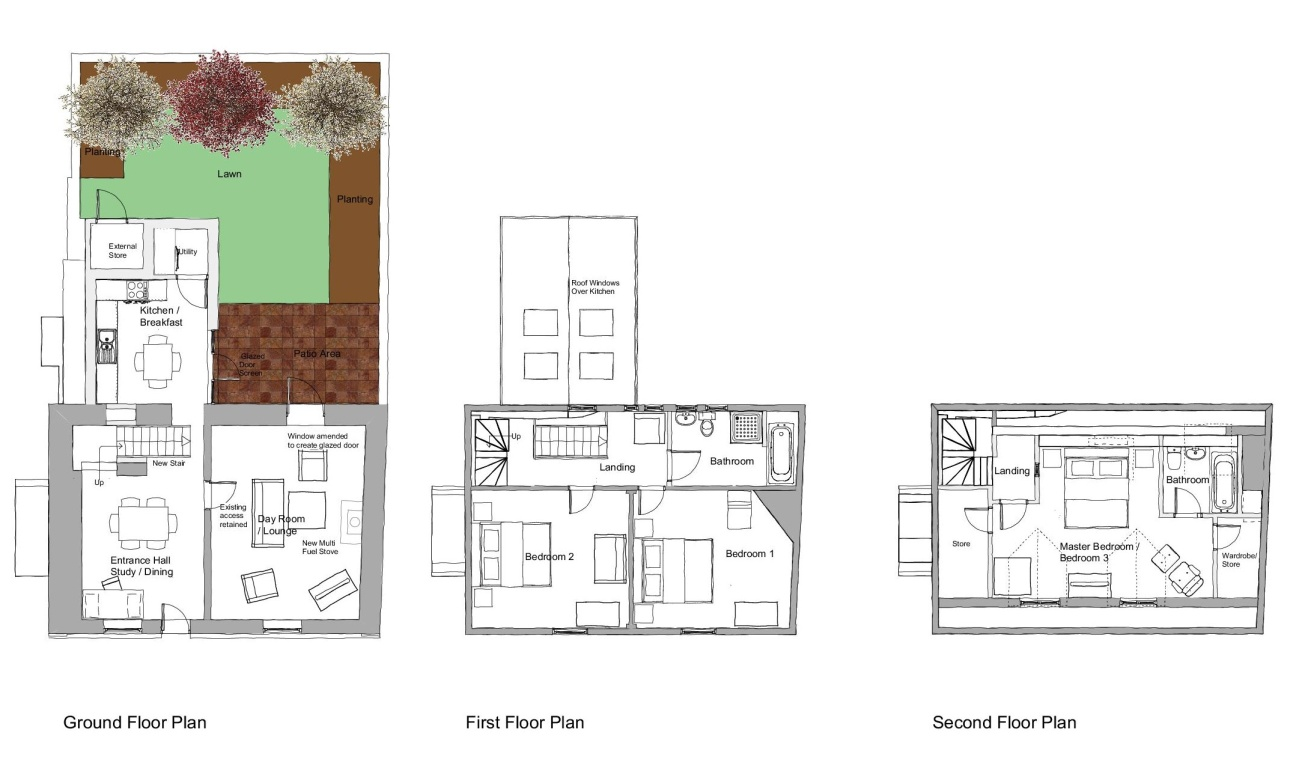 Planting
Lawn
Planting
External
Store
Utility
Kitchen /
Breakfast
Glazed
Door
Screen
Patio Area
Window amended
to create glazed door
New Stair
Up
Existing
access
retained
Day Room
/ Lounge
New Multi
Fuel Stove
Entrance Hall
Study / Dining
Ground Floor Plan
Roof Windows
Over Kitchen
Up
Landing
Bathroom
Bedroom 2
Bedroom 1
First Floor Plan
Landing
Bathroom
Store
Master Bedroom /
Bedroom 3
Wardrobe/
Store
Second Floor Plan